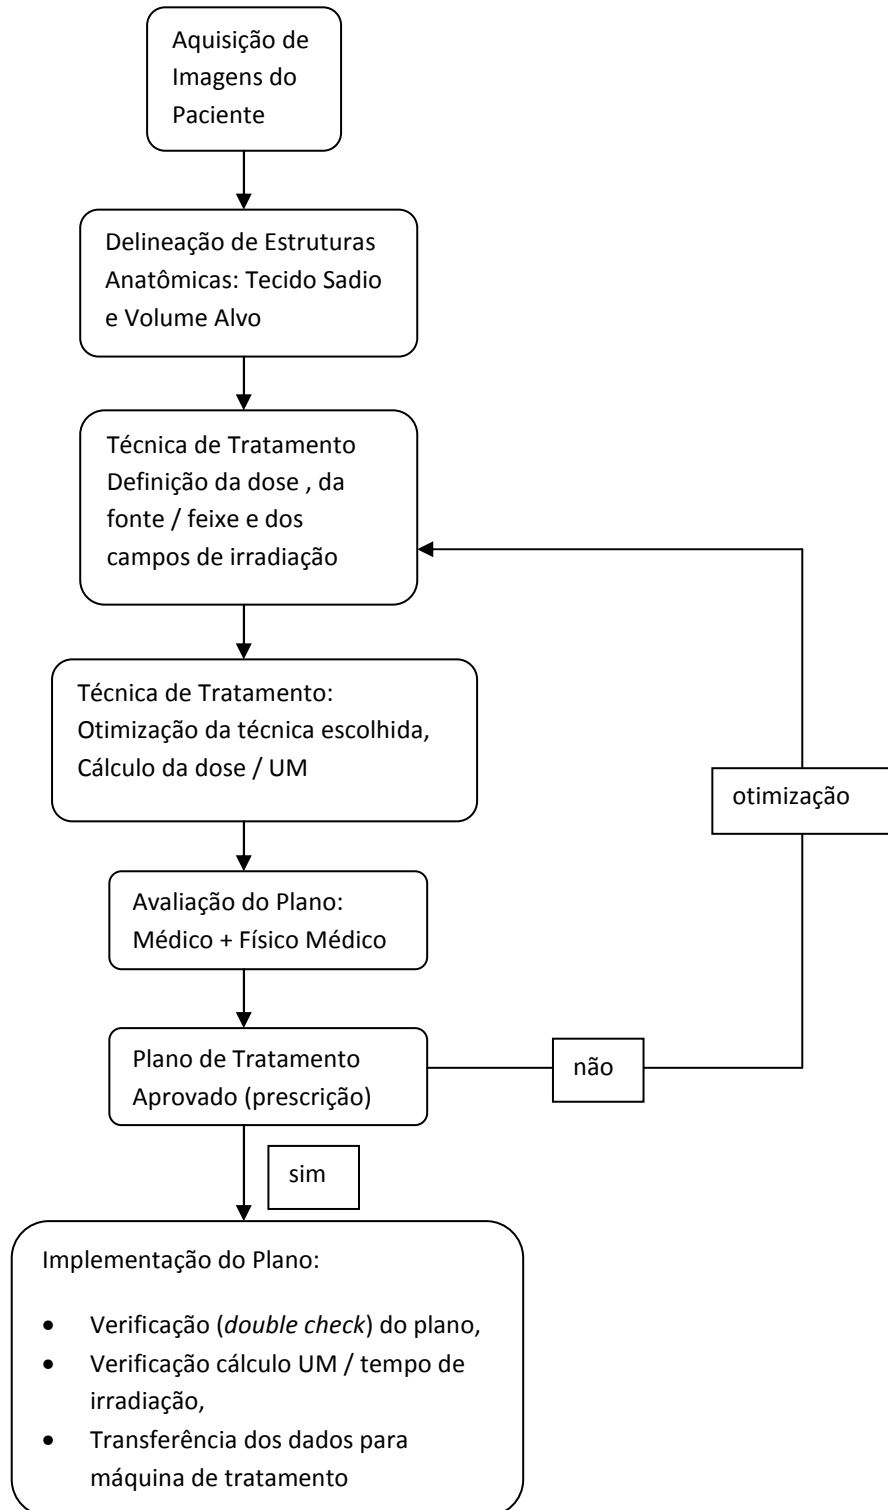 Aquisição de
Imagens do
Paciente
Delineação de Estruturas
Anatômicas: Tecido Sadio
e Volume Alvo
Técnica de Tratamento
Definição da dose , da
fonte / feixe e dos
campos de irradiação
Técnica de Tratamento:
Otimização da técnica escolhida,
Cálculo da dose / UM
otimização
Avaliação do Plano:
Médico + Físico Médico
Plano de Tratamento
Aprovado (prescrição)
não
sim
Implementação do Plano:
• Verificação (double check) do plano,
• Verificação cálculo UM / tempo de
irradiação,
• Transferência dos dados para
máquina de tratamento